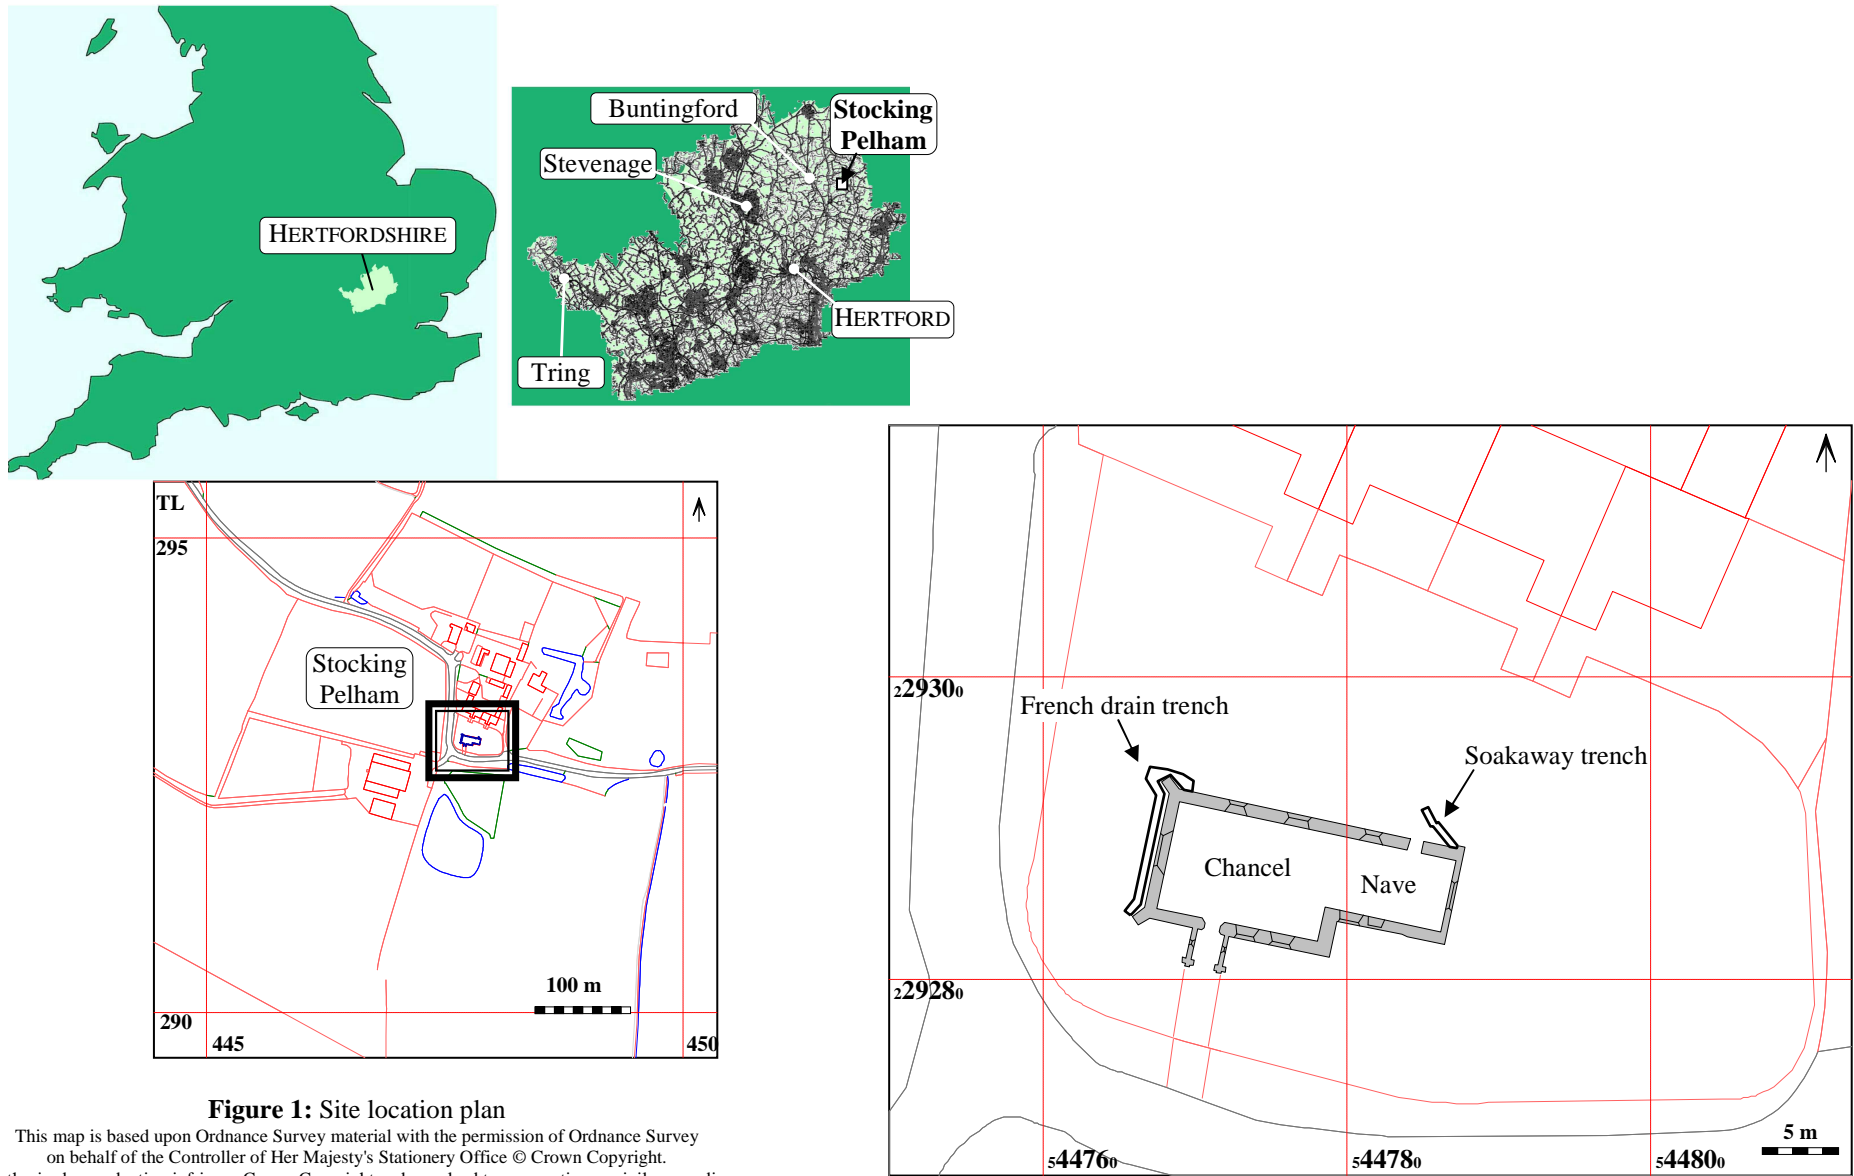 HERTFORDSHIRE
Buntingford
Stocking
Pelham
Stevenage
HERTFORD
Tring
TL
295
Stocking
Pelham
100 m
290
445
450
French drain trench
229300
Soakaway trench
Chancel
Nave
229280
544760
544780
544800
5 m
Figure 1: Site location plan
This map is based upon Ordnance Survey material with the permission of Ordnance Survey
on behalf of the Controller of Her Majesty's Stationery Office © Crown Copyright.